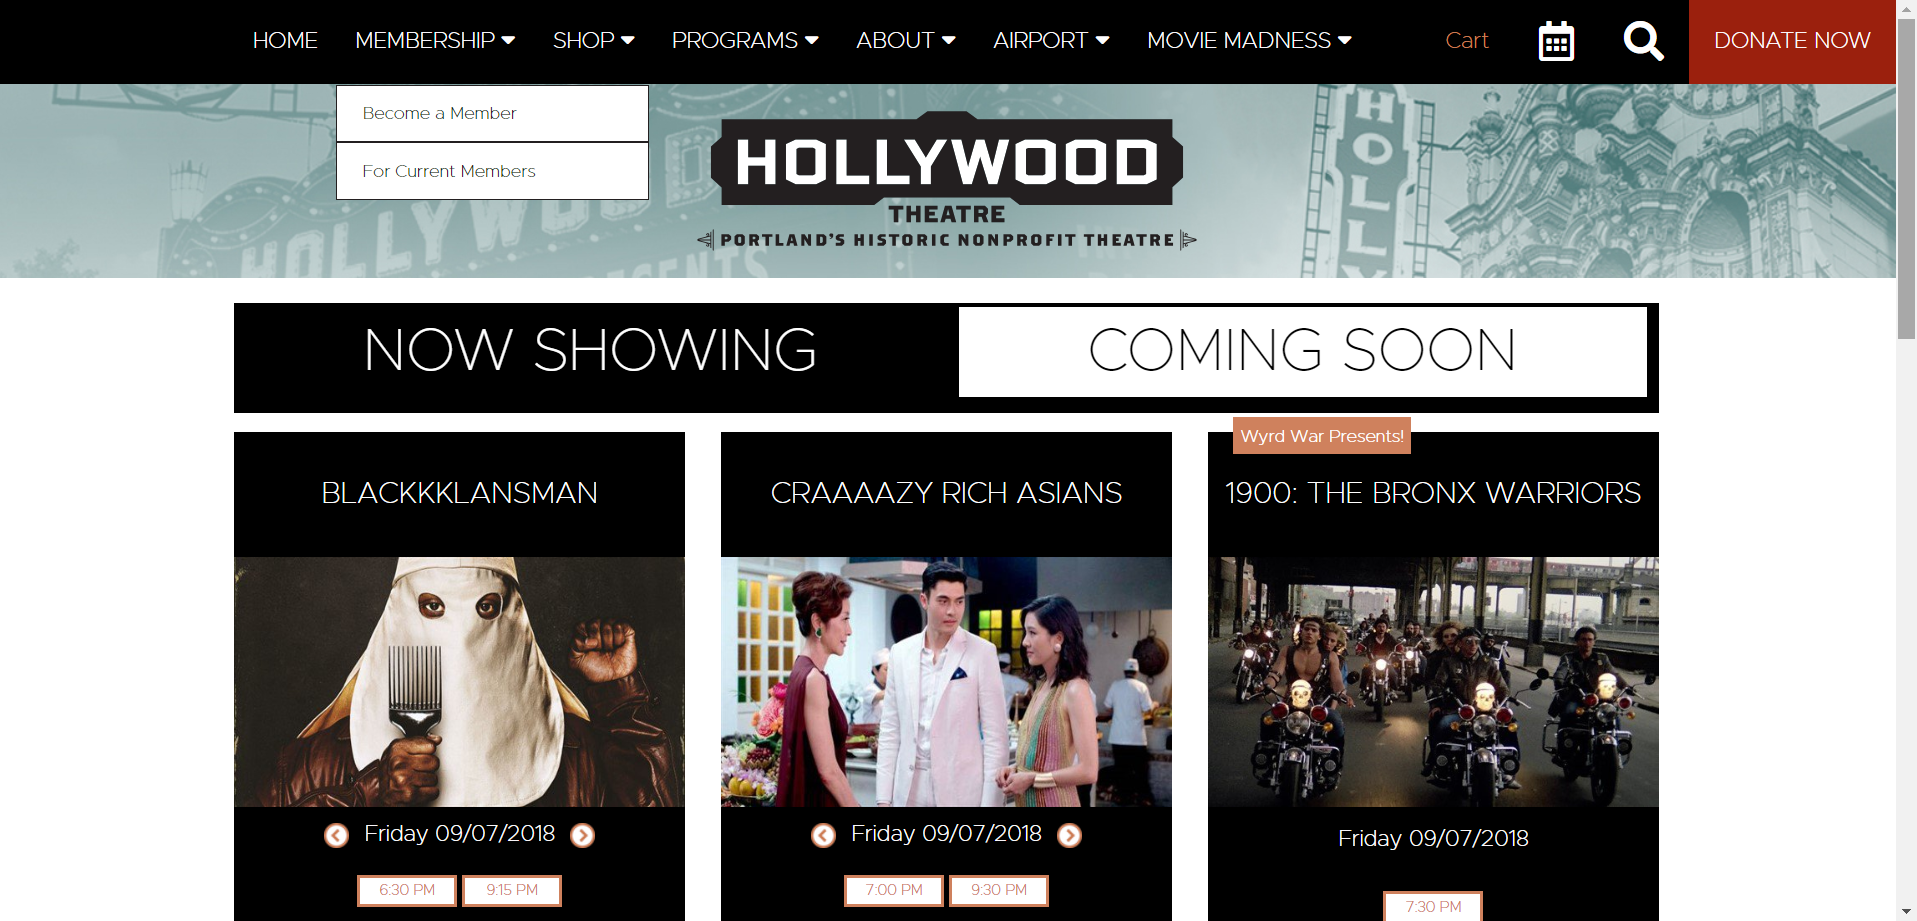 HOME MEMBERSHIP SHOP PROGRAMS ABOUT AIRPORT MOVIE MADNESS Cart DONATE NOW
Become a Member
For Current Members
HOLLYWOOD
THEATRE
PORTLAND'S HISTORIC NONPROFIT THEATRE
HOLLYWOOD
PRESENTS
HOLLY
NOW SHOWING
COMING SOON
Wyrd War Presents!
BLACKKKLANSMAN
CRAAAAZY RICH ASIANS
1900: THE BRONX WARRIORS
Friday 09/07/2018
6:30 PM 9:15 PM
Friday 09/07/2018
7:00 PM 9:30 PM
Friday 09/07/2018
7:30 PM